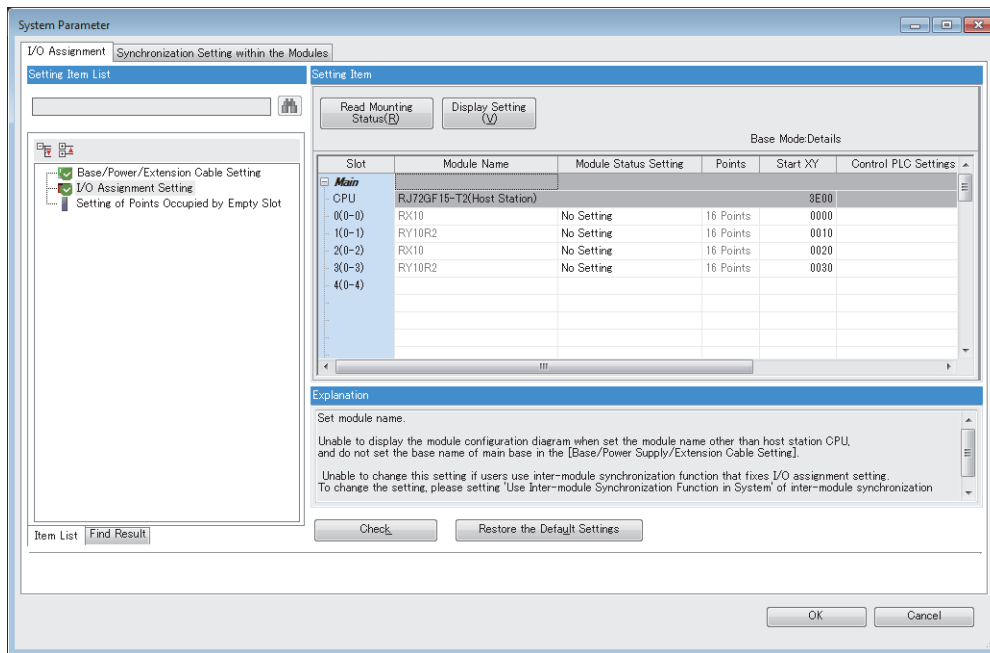 System Parameter
I/O Assignment Synchronization Setting within the Modules
Setting Item List
Setting Item
Read Mounting
Status(R)
Display Setting
(V)
Base Mode:Details
Base/Power/Extension Cable Setting
I/O Assignment Setting
Setting of Points Occupied by Empty Slot
Slot Module Name Module Status Setting Points Start XY Control PLC Settings
Main
CPU RJ72GF15-T2(Host Station) 3E00
0(0-0) RX10 No Setting 16 Points 0000
1(0-1) RY10R2 No Setting 16 Points 0010
2(0-2) RX10 No Setting 16 Points 0020
3(0-3) RY10R2 No Setting 16 Points 0030
4(0-4)
Explanation
Set module name.
Unable to display the module configuration diagram when set the module name other than host station CPU,
and do not set the base name of main base in the [Base/Power Supply/Extension Cable Setting].
Unable to change this setting if users use inter-module synchronization function that fixes I/O assignment setting.
To change the setting, please setting 'Use Inter-module Synchronization Function in System' of inter-module synchronization
Item List Find Result
Check Restore the Default Settings
OK Cancel